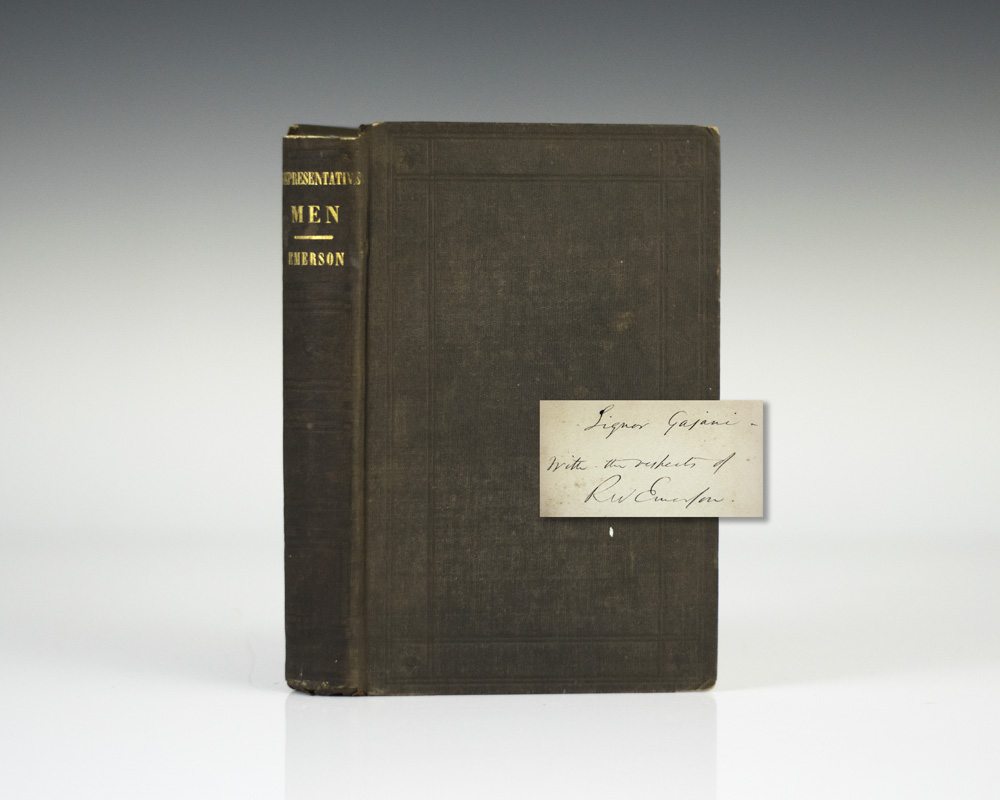 REPRESENTATIVE
MEN
EMERSON
Signor Gajani -
With the respects of
R W Emerson.